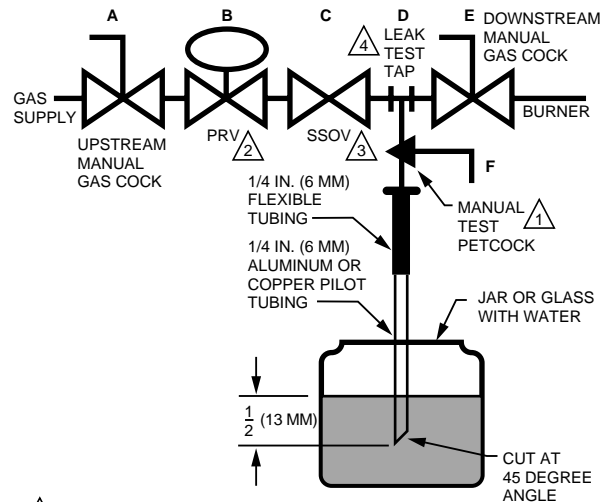 A B C D E
DOWNSTREAM
MANUAL
GAS COCK
4 LEAK
TEST
TAP
GAS
SUPPLY
BURNER
UPSTREAM
MANUAL
GAS COCK
PRV 2
SSOV 3
F
1/4 IN. (6 MM)
FLEXIBLE
TUBING
MANUAL 1
TEST
PETCOCK
1/4 IN. (6 MM)
ALUMINUM OR
COPPER PILOT
TUBING
JAR OR GLASS
WITH WATER
1/2 (13 MM)
CUT AT
45 DEGREE
ANGLE